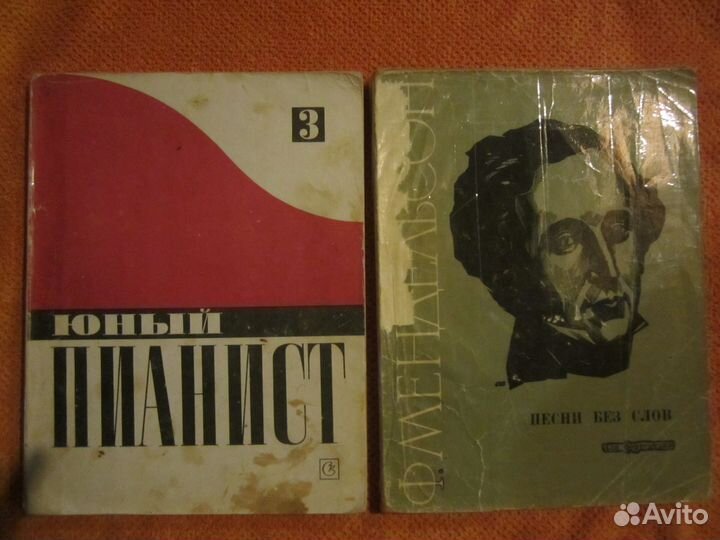 3
ЮНЫЙ
ПИАНИСТ
Ф. МЕНДЕЛЬСОН
ПЕСНИ БЕЗ СЛОВ
Avito